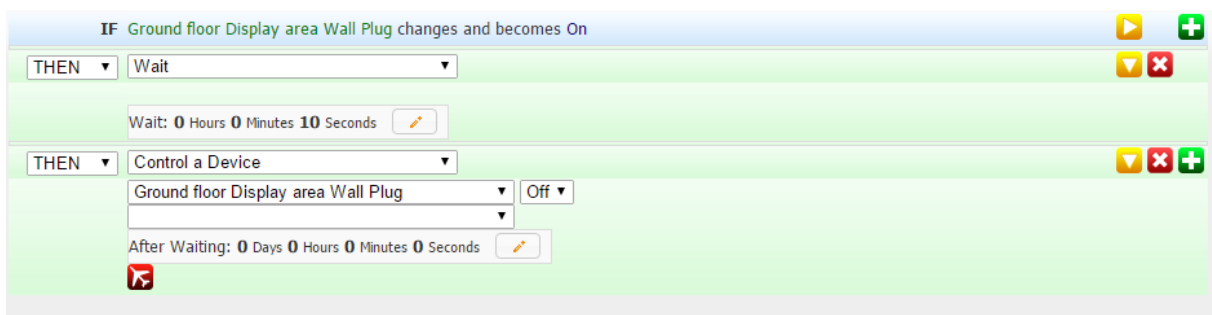 IF Ground floor Display area Wall Plug changes and becomes On
THEN Wait
Wait: 0 Hours 0 Minutes 10 Seconds
THEN Control a Device
Ground floor Display area Wall Plug Off
After Waiting: 0 Days 0 Hours 0 Minutes 0 Seconds